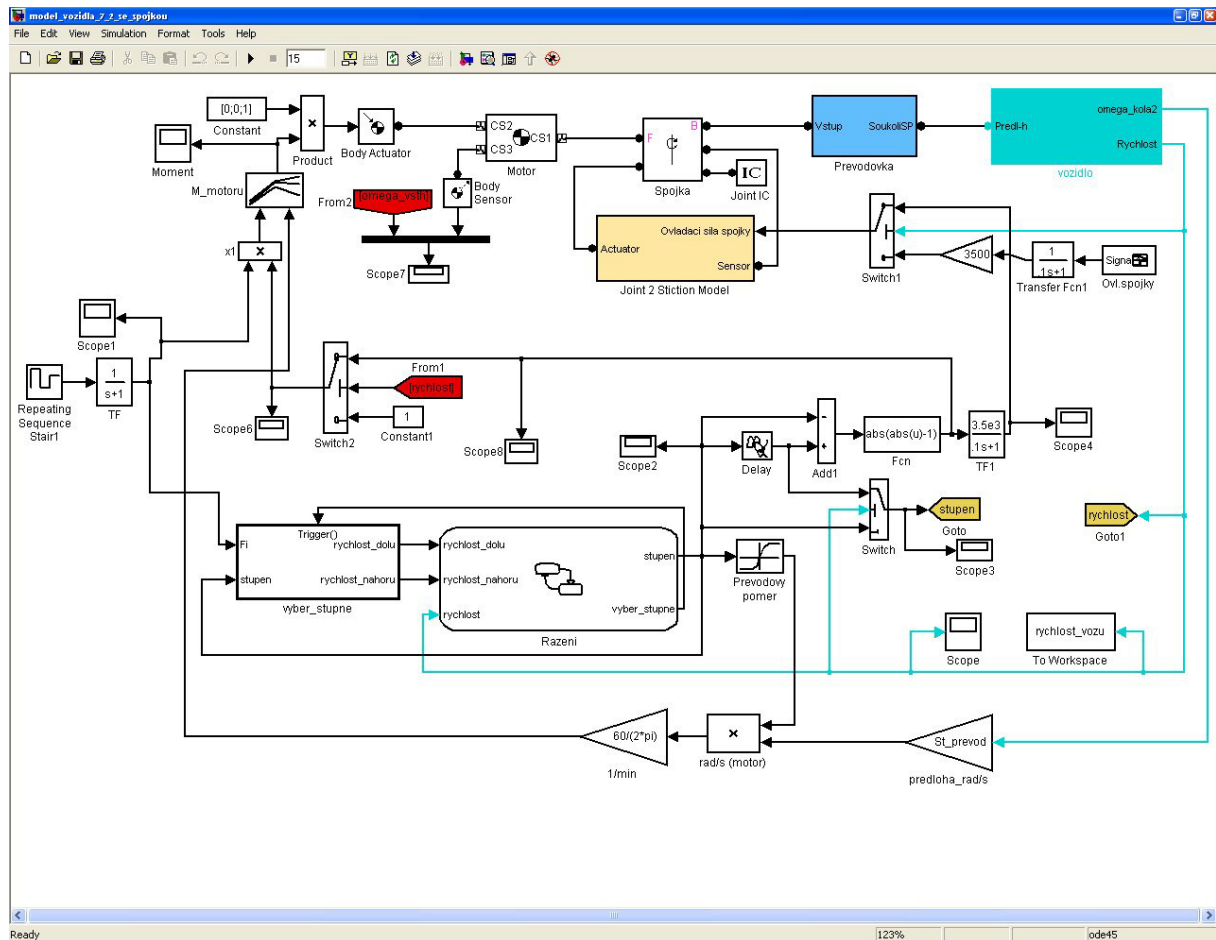 model_vozidla_7_2_se_spojkou
File Edit View Simulation Format Tools Help
15
[0;0;1]
Constant
Moment
×
Product
Body Actuator
CS2
CS3
CS1
Motor
F
B
Spojka
IC
Joint IC
Vstup
SoukoliSP
Prevodovka
Predl-h
omega_kola2
Rychlost
vozidlo
M_motoru
From2
[omega_vsth]
Body
Sensor
Scope7
x1
×
Actuator
Ovladaci sila spojky
Sensor
Joint 2 Stiction Model
Switch1
3500
1
.1s+1
Transfer Fcn1
Signa
Ovl.spojky
Scope1
Repeating
Sequence
Stair1
1
s+1
TF
Scope6
Switch2
From1
[rychlost]
1
Constant1
Scope8
Scope2
Delay
-
+
Add1
abs(abs(u)-1)
Fcn
3.5e3
.1s+1
TF1
Scope4
Switch
stupen
Goto
Scope3
rychlost
Goto1
Trigger()
Fi
stupen
rychlost_dolu
rychlost_nahoru
vyber_stupne
rychlost_dolu
rychlost_nahoru
rychlost
stupen
vyber_stupne
Razeni
Prevodovy
pomer
Scope
rychlost_vozu
To Workspace
60/(2*pi)
1/min
×
rad/s (motor)
St_prevod
predloha_rad/s
Ready
123%
ode45